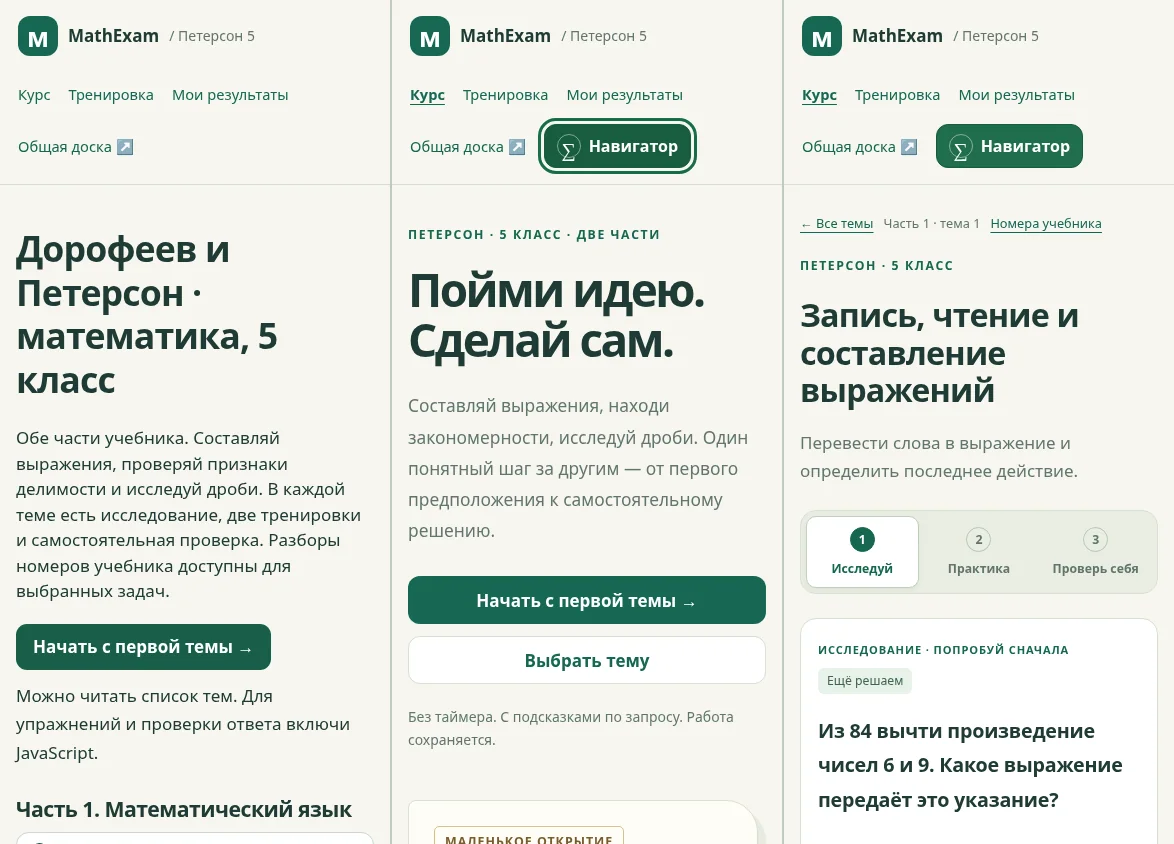 M MathExam / Петерсон 5
Курс Тренировка Мои результаты
Общая доска ↗
Дорофеев и
Петерсон ·
математика, 5
класс
Обе части учебника. Составляй
выражения, проверяй признаки
делимости и исследуй дроби. В каждой
теме есть исследование, две тренировки
и самостоятельная проверка. Разборы
номеров учебника доступны для
выбранных задач.
Начать с первой темы →
Можно читать список тем. Для
упражнений и проверки ответа включи
JavaScript.
Часть 1. Математический язык
M MathExam / Петерсон 5
Курс Тренировка Мои результаты
Общая доска ↗ ∑ Навигатор
ПЕТЕРСОН · 5 КЛАСС · ДВЕ ЧАСТИ
Пойми идею.
Сделай сам.
Составляй выражения, находи
закономерности, исследуй дроби. Один
понятный шаг за другим — от первого
предположения к самостоятельному
решению.
Начать с первой темы →
Выбрать тему
Без таймера. С подсказками по запросу. Работа
сохраняется.
МАЛЕНЬКОЕ ОТКРЫТИЕ
M MathExam / Петерсон 5
Курс Тренировка Мои результаты
Общая доска ↗ ∑ Навигатор
← Все темы Часть 1 · тема 1 Номера учебника
ПЕТЕРСОН · 5 КЛАСС
Запись, чтение и
составление
выражений
Перевести слова в выражение и
определить последнее действие.
1 2 3
Исследуй Практика Проверь себя
ИССЛЕДОВАНИЕ · ПОПРОБУЙ СНАЧАЛА
Ещё решаем
Из 84 вычти произведение
чисел 6 и 9. Какое выражение
передаёт это указание?